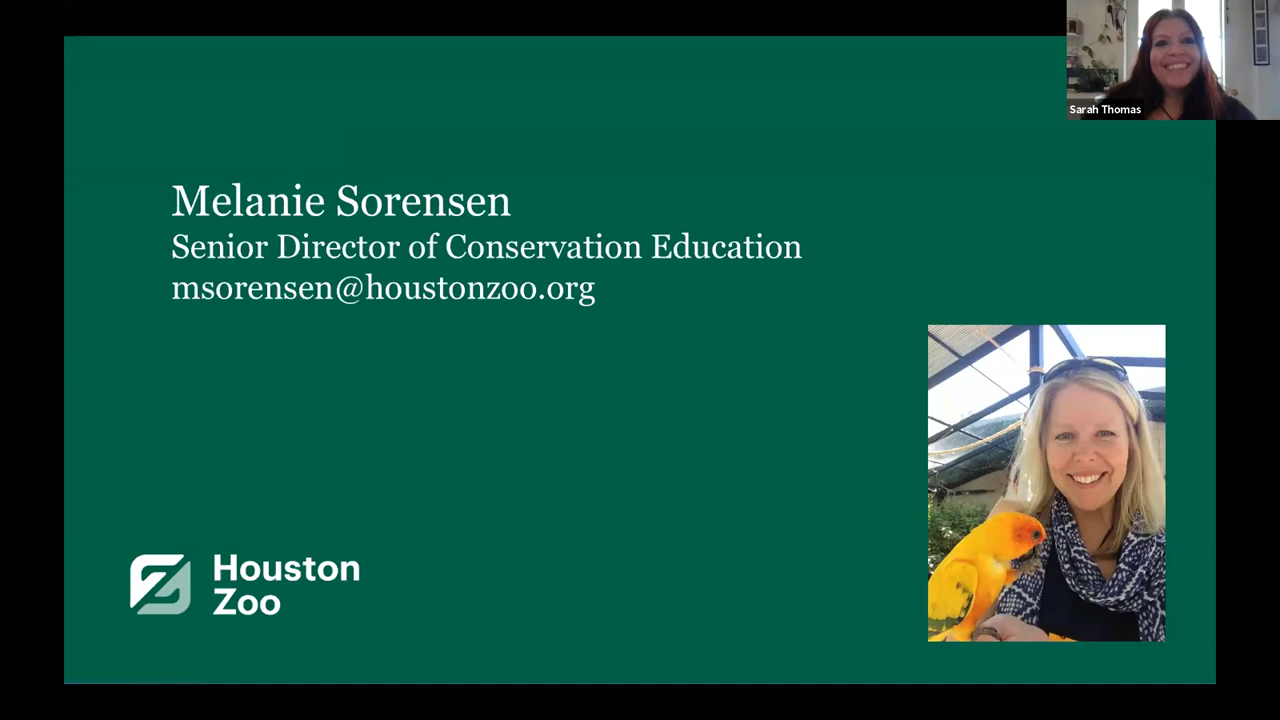 Sarah Thomas
Melanie Sorensen
Senior Director of Conservation Education
msorensen@houstonzoo.org
Houston
Zoo